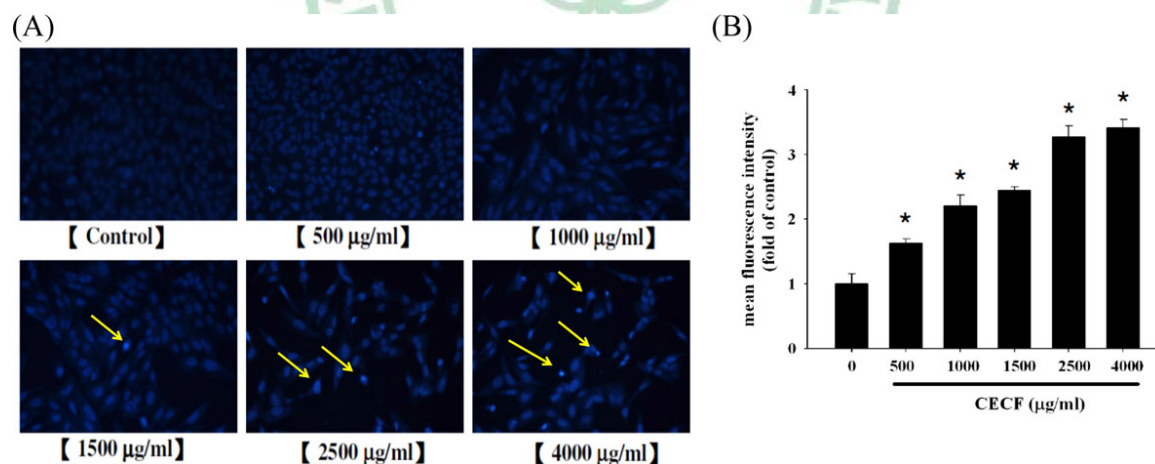 (A)
(B)
【 Control】
【 500 μg/ml】
【 1000 μg/ml】
【 1500 μg/ml】
【 2500 μg/ml】
【 4000 μg/ml】
mean fluorescence intensity
(fold of control)
4
3
2
1
0
* * * * *
0 500 1000 1500 2500 4000
CECF (μg/ml)